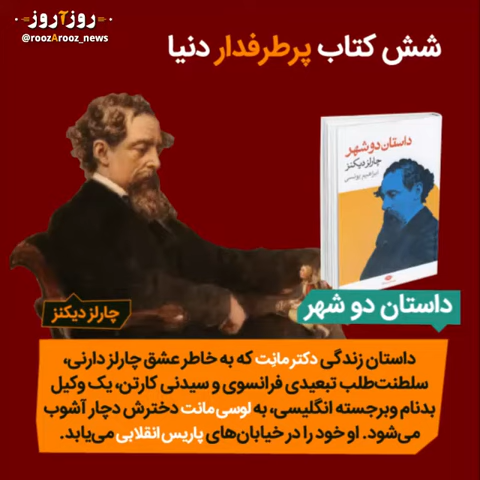 روزآروز
@roozArooz_news
شش کتاب پرطرفدار دنیا
داستان دو شهر
چارلز دیکنز
ابراهیم یونسی
داستان دو شهر
چارلز دیکنز
داستان زندگی دکتر مانِت که به خاطر عشق چارلز دارنی،
سلطنت‌طلب تبعیدی فرانسوی و سیدنی کارتن، یک وکیل
بدنام وبرجسته انگلیسی، به لوسی مانت دخترش دچار آشوب
می‌شود. او خود را در خیابان‌های پاریس انقلابی می‌یابد.